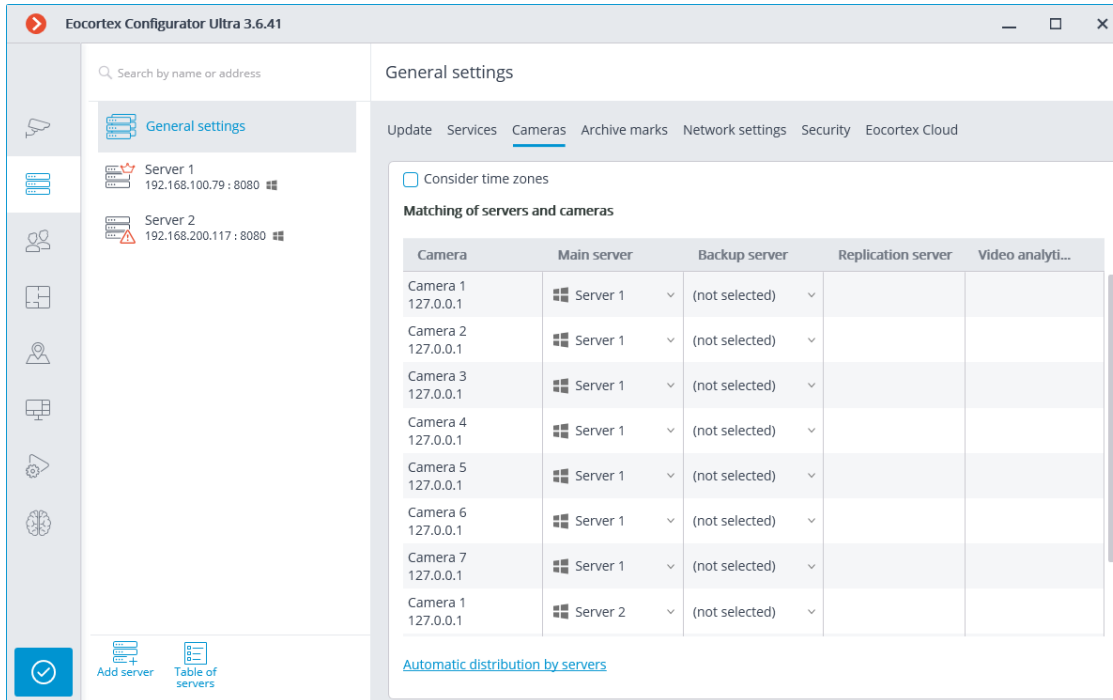 Eocortex Configurator Ultra 3.6.41
Search by name or address
General settings
Server 1
192.168.100.79 : 8080
Server 2
192.168.200.117 : 8080
Add server
Table of
servers
General settings
Update Services Cameras Archive marks Network settings Security Eocortex Cloud
Consider time zones
Matching of servers and cameras
Camera Main server Backup server Replication server Video analyti...
Camera 1
127.0.0.1 Server 1 (not selected)
Camera 2
127.0.0.1 Server 1 (not selected)
Camera 3
127.0.0.1 Server 1 (not selected)
Camera 4
127.0.0.1 Server 1 (not selected)
Camera 5
127.0.0.1 Server 1 (not selected)
Camera 6
127.0.0.1 Server 1 (not selected)
Camera 7
127.0.0.1 Server 1 (not selected)
Camera 1
127.0.0.1 Server 2 (not selected)
Automatic distribution by servers